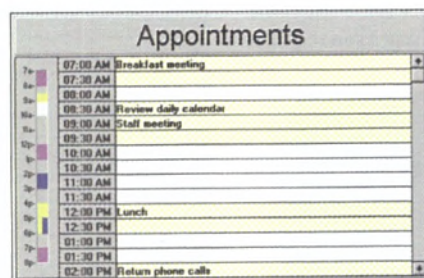 Appointments
07:00 AM Breakfast meeting
07:30 AM
08:00 AM
08:30 AM Review daily calendar
09:00 AM Staff meeting
09:30 AM
10:00 AM
10:30 AM
11:00 AM
11:30 AM
12:00 PM Lunch
12:30 PM
01:00 PM
01:30 PM
02:00 PM Return phone calls